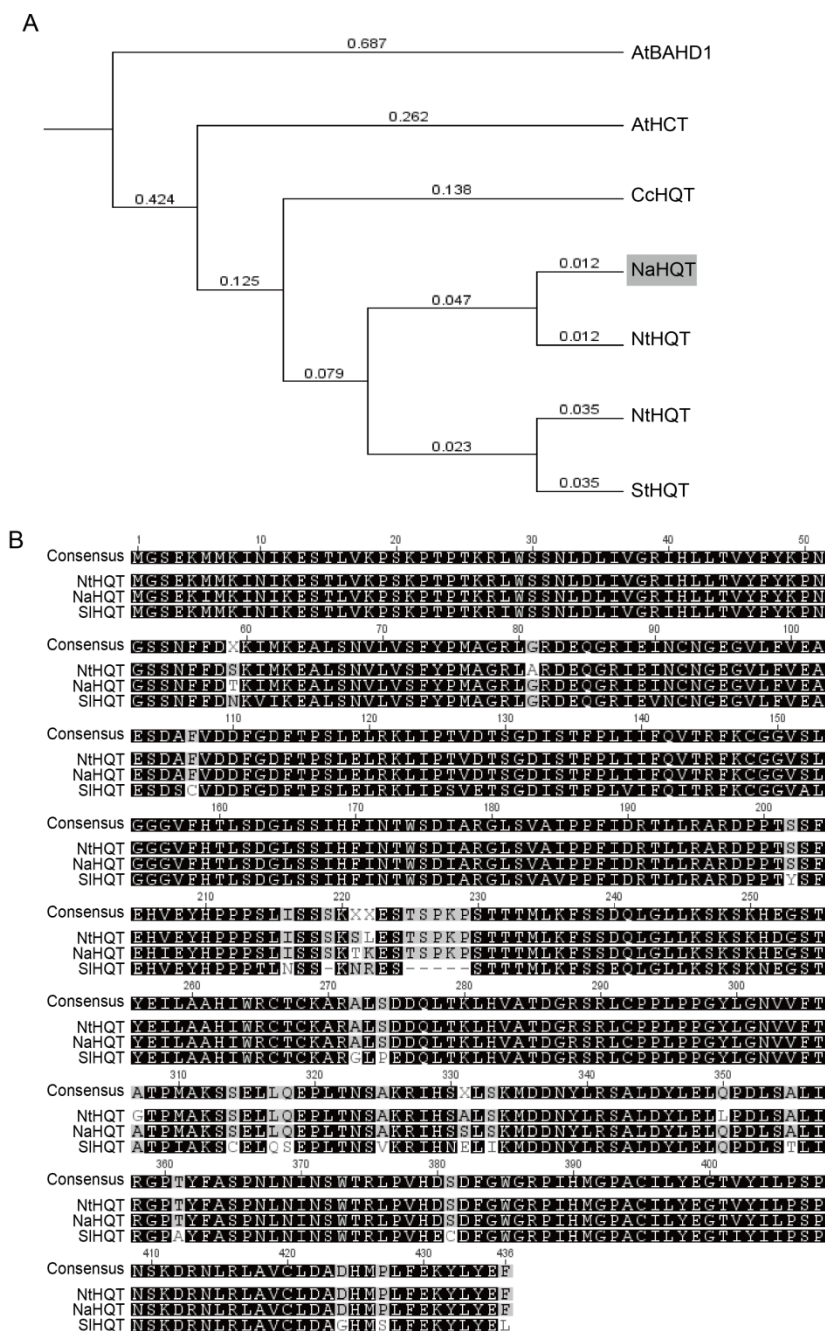 A
0.687
AtBAHD1
0.262
AtHCT
0.424
0.138
CcHQT
0.125
0.012
NaHQT
0.047
0.012
NtHQT
0.079
0.035
NtHQT
0.023
0.035
StHQT
B
1 10 20 30 40 50
Consensus MGSEKMMKINIKESTLVKPSKPTPTKRLWSSNLDLIVGRIHLLTVYFYKPN
NtHQT MGSEKMMKINIKESTLVKPSKPTPTKRLWSSNLDLIVGRIHLLTVYFYKPN
NaHQT MGSEKIMKINIKESTLVKPSKPTPTKRIWSSNLDLIVGRIHLLTVYFYKPN
SlHQT MGSEKMMKINIKESTLVKPSKPTPTKRIWSSNLDLIVGRIHLLTVYFYKPN
60 70 80 90 100
Consensus GSSNFFDXKIMKEALSNVLVSFYPMAGRLGRDEQGRIEINCNGEGVLFVEA
NtHQT GSSNFFDSKIMKEALSNVLVSFYPMAGRLARDEQGRIEINCNGEGVLFVEA
NaHQT GSSNFFDTKIMKEALSNVLVSFYPMAGRLGRDEQGRIEINCNGEGVLFVEA
SlHQT GSSNFFDNKVIKEALSNVLVSFYPMAGRLGRDEQGRIEVNCNGEGVLFVEA
110 120 130 140 150
Consensus ESDAFVDDFGDFTPSLELRKLIPTVDTSGDISTFPLIIFQVTRFKCGGVSL
NtHQT ESDAFVDDFGDFTPSLELRKLIPTVDTSGDISTFPLIIFQVTRFKCGGVSL
NaHQT ESDAFVDDFGDFTPSLELRKLIPTVDTSGDISTFPLIIFQVTRFKCGGVSL
SlHQT ESDSCVDDFGDFTPSLELRKLIPSVETSGDISTFPLVIFQITRFKCGGVAL
160 170 180 190 200
Consensus GGGVFHTLSDGLSSIHFINTWSDIARGLSVAIPPFIDRTLLRARDPPTSSF
NtHQT GGGVFHTLSDGLSSIHFINTWSDIARGLSVAIPPFIDRTLLRARDPPTSSF
NaHQT GGGVFHTLSDGLSSIHFINTWSDIARGLSVAIPPFIDRTLLRARDPPTSSF
SlHQT GGGVFHTLSDGLSSIHFINTWSDIARGLSVAVPPFIDRTLLRARDPPTYSF
210 220 230 240 250
Consensus EHVEYHPPPSLISSSKXXESTSPKPSTTTMLKFSSDQLGLLKSKSKHEGST
NtHQT EHVEYHPPPSLISSSKSLESTSPKPSTTTMLKFSSDQLGLLKSKSKHDGST
NaHQT EHIEYHPPPSLISSSKTKESTSPKPSTTTMLKFSSDQLGLLKSKSKHEGST
SlHQT EHVEYHPPPTLNSS-KNRES-----STTTMLKFSSEQLGLLKSKSKNEGST
260 270 280 290 300
Consensus YEILAAHIWRCTCKARALSDDQLTKLHVATDGRSRLCPPLPPGYLGNVVFT
NtHQT YEILAAHIWRCTCKARALSDDQLTKLHVATDGRSRLCPPLPPGYLGNVVFT
NaHQT YEILAAHIWRCTCKARALSDDQLTKLHVATDGRSRLCPPLPPGYLGNVVFT
SlHQT YEILAAHIWRCTCKARGLPEDQLTKLHVATDGRSRLCPPLPPGYLGNVVFT
310 320 330 340 350
Consensus ATPMAKSSELLQEPLTNSAKRIHSXLSKMDDNYLRSALDYLELQPDLSALI
NtHQT GTPMAKSSELLQEPLTNSAKRIHSALSKMDDNYLRSALDYLELLPDLSALI
NaHQT ATPMAKSSELLQEPLTNSAKRIHSSLSKMDDNYLRSALDYLELQPDLSALI
SlHQT ATPIAKSCELQSEPLTNSVKRIHNELIKMDDNYLRSALDYLELQPDLSTLI
360 370 380 390 400
Consensus RGPTYFASPNLNINSWTRLPVHDSDFGWGRPIHMGPACILYEGTVYILPSP
NtHQT RGPTYFASPNLNINSWTRLPVHDSDFGWGRPIHMGPACILYEGTVYILPSP
NaHQT RGPTYFASPNLNINSWTRLPVHDSDFGWGRPIHMGPACILYEGTVYILPSP
SlHQT RGPAYFASPNLNINSWTRLPVHECDFGWGRPIHMGPACILYEGTIYIIPSP
410 420 430 436
Consensus NSKDRNLRLAVCLDADHMPLFEKYLYEF
NtHQT NSKDRNLRLAVCLDADHMPLFEKYLYEF
NaHQT NSKDRNLRLAVCLDADHMPLFEKYLYEF
SlHQT NSKDRNLRLAVCLDAGHMSLFEKYLYEL